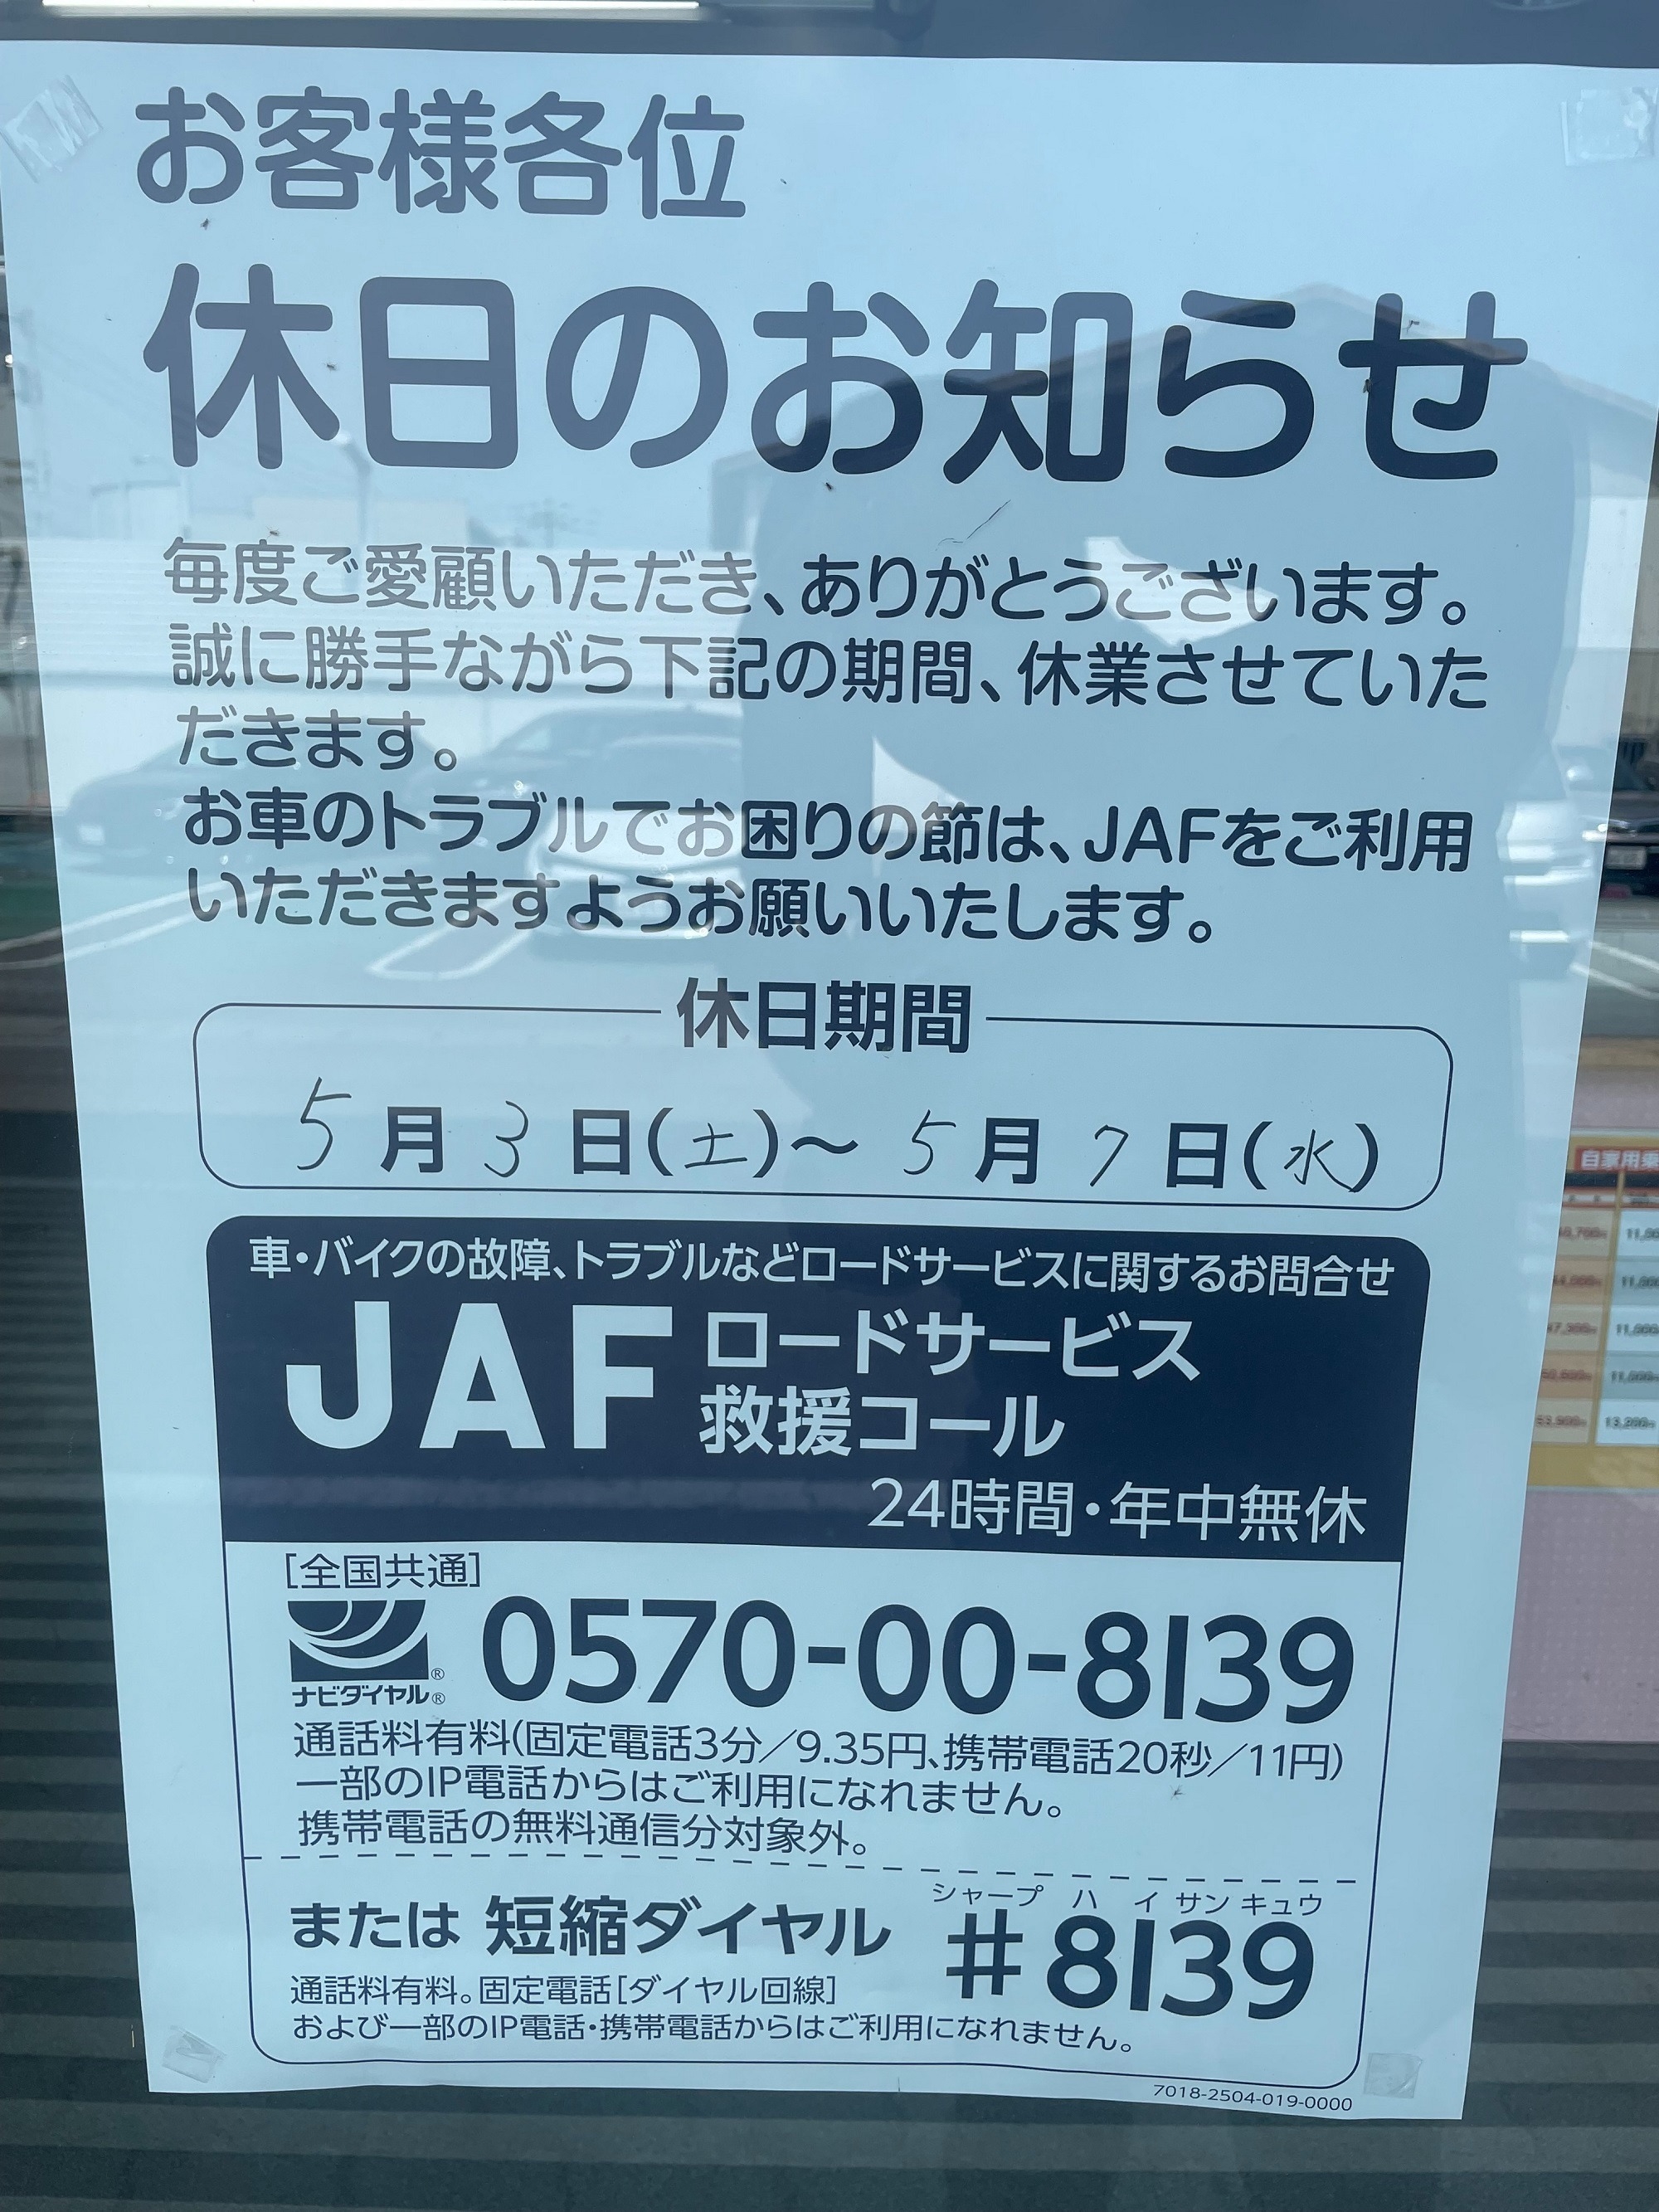 お客様各位
休日のお知らせ
毎度ご愛顧いただき、ありがとうございます。
誠に勝手ながら下記の期間、休業させていた
だきます。
お車のトラブルでお困りの節は、JAFをご利用
いただきますようお願いいたします。
休日期間
5月3日(土)〜5月7日(水)
車・バイクの故障、トラブルなどロードサービスに関するお問合せ
JAF ロードサービス
救援コール
24時間・年中無休
[全国共通]
ナビダイヤル® 0570-00-8139
通話料有料(固定電話3分／9.35円、携帯電話20秒／11円)
一部のIP電話からはご利用になれません。
携帯電話の無料通信分対象外。
シャープ ハ イ サン キュウ
または 短縮ダイヤル #8139
通話料有料。固定電話[ダイヤル回線]
および一部のIP電話・携帯電話からはご利用になれません。
7018-2504-019-0000
自家用乗